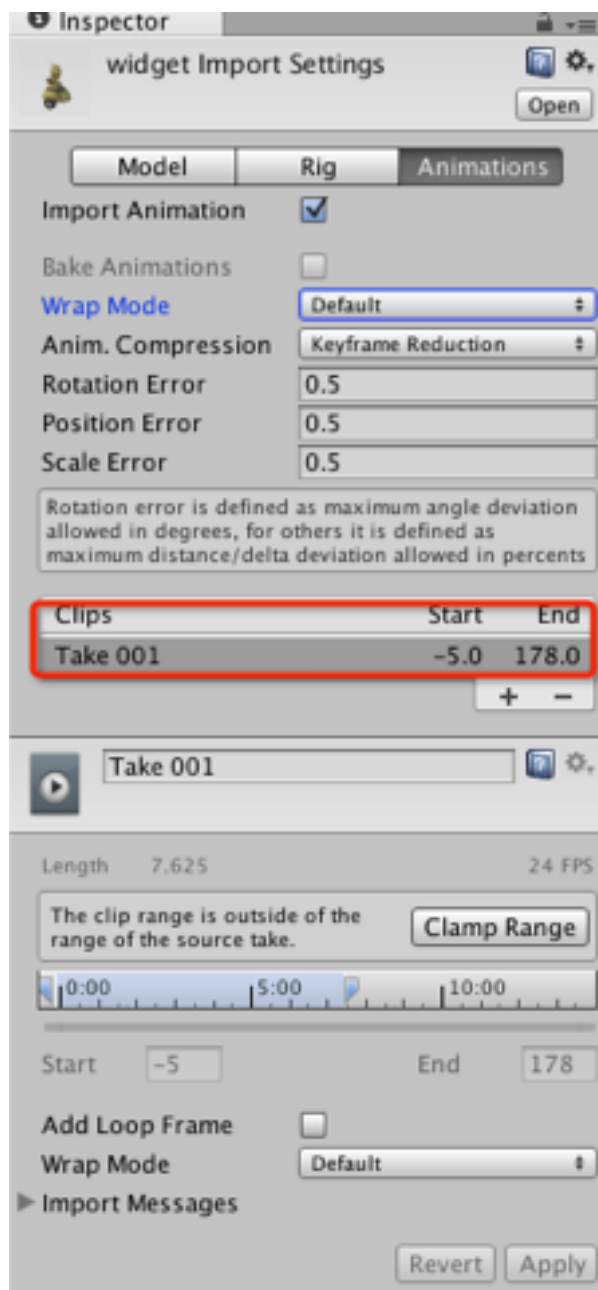 Inspector
widget Import Settings
Open
Model Rig Animations
Import Animation
Bake Animations
Wrap Mode Default
Anim. Compression Keyframe Reduction
Rotation Error 0.5
Position Error 0.5
Scale Error 0.5
Rotation error is defined as maximum angle deviation
allowed in degrees, for others it is defined as
maximum distance/delta deviation allowed in percents
Clips Start End
Take 001 -5.0 178.0
+ −
Take 001
Length 7.625 24 FPS
The clip range is outside of the
range of the source take.
Clamp Range
0:00 5:00 10:00
Start -5 End 178
Add Loop Frame
Wrap Mode Default
Import Messages
Revert Apply